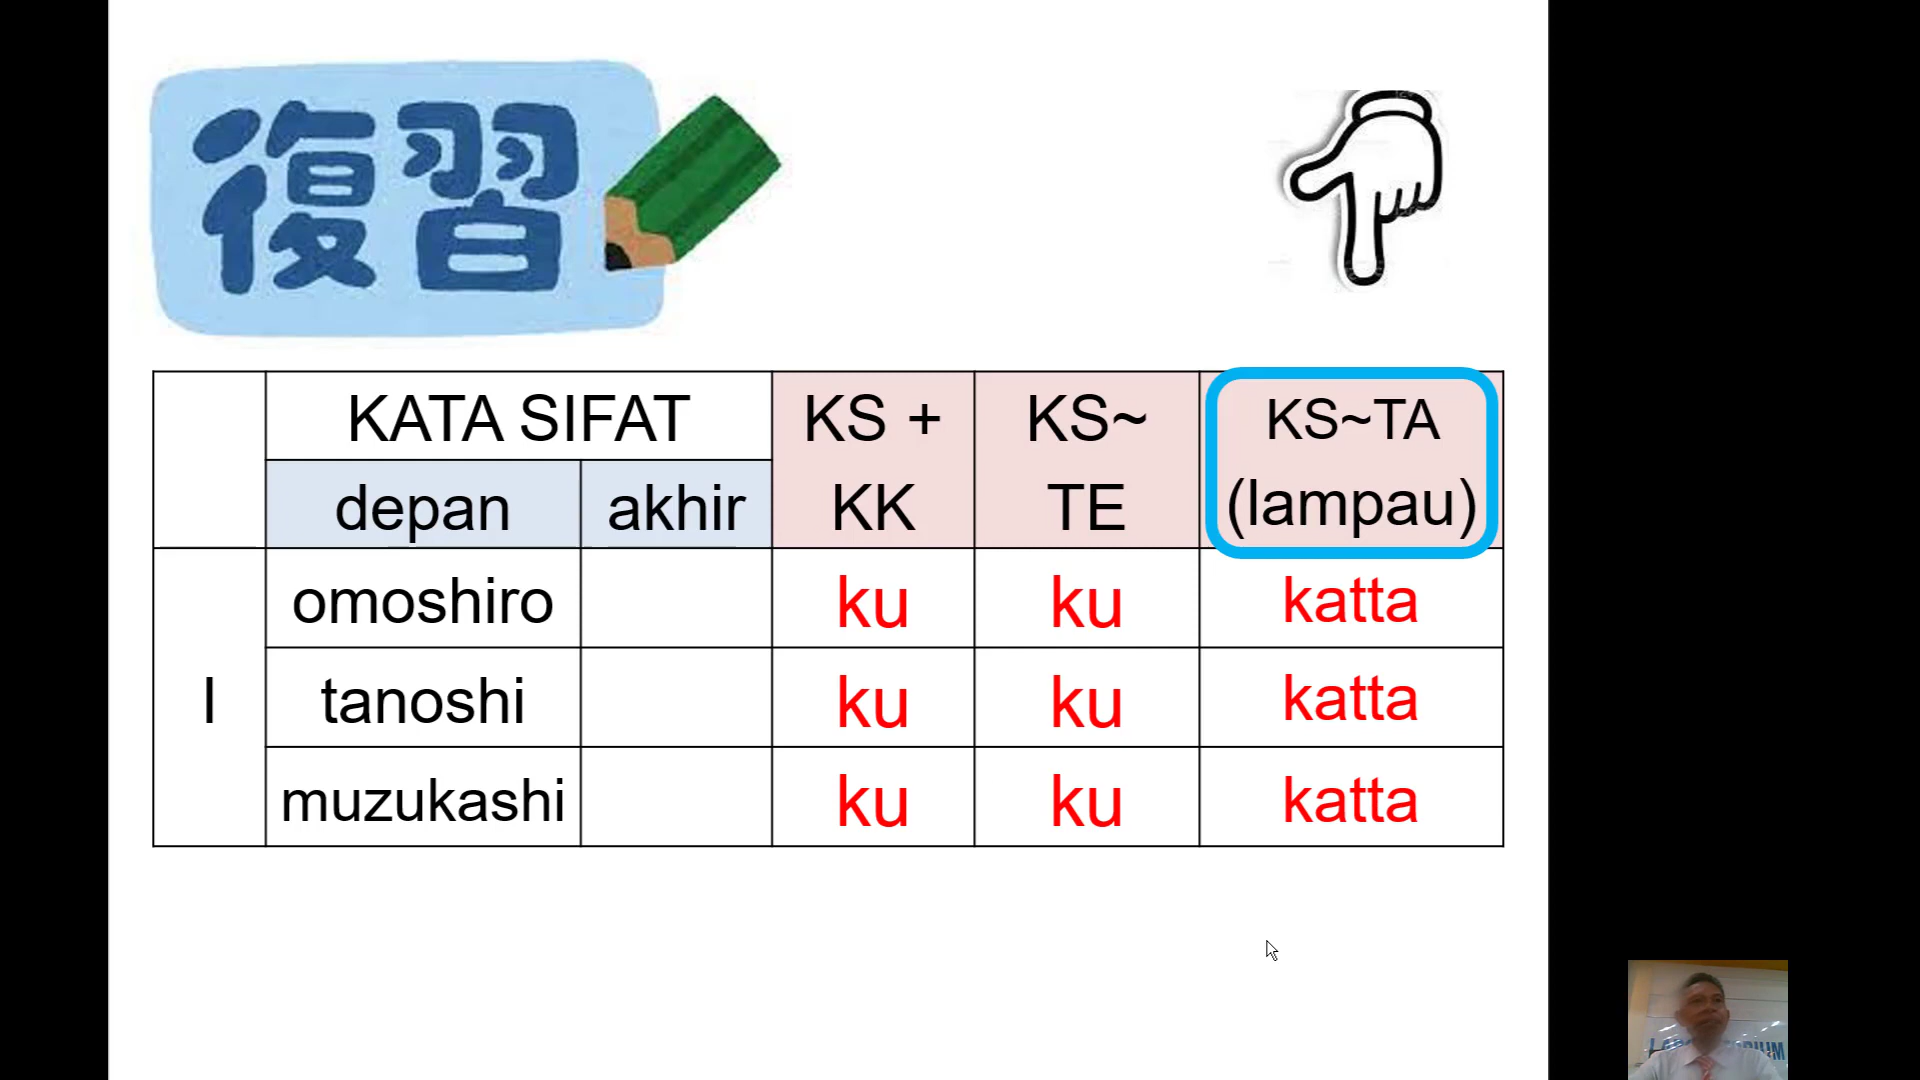 復習
KATA SIFAT
KS +
KK
KS~
TE
KS~TA
(lampau)
depan
akhir
I
omoshiro
ku
ku
katta
tanoshi
ku
ku
katta
muzukashi
ku
ku
katta